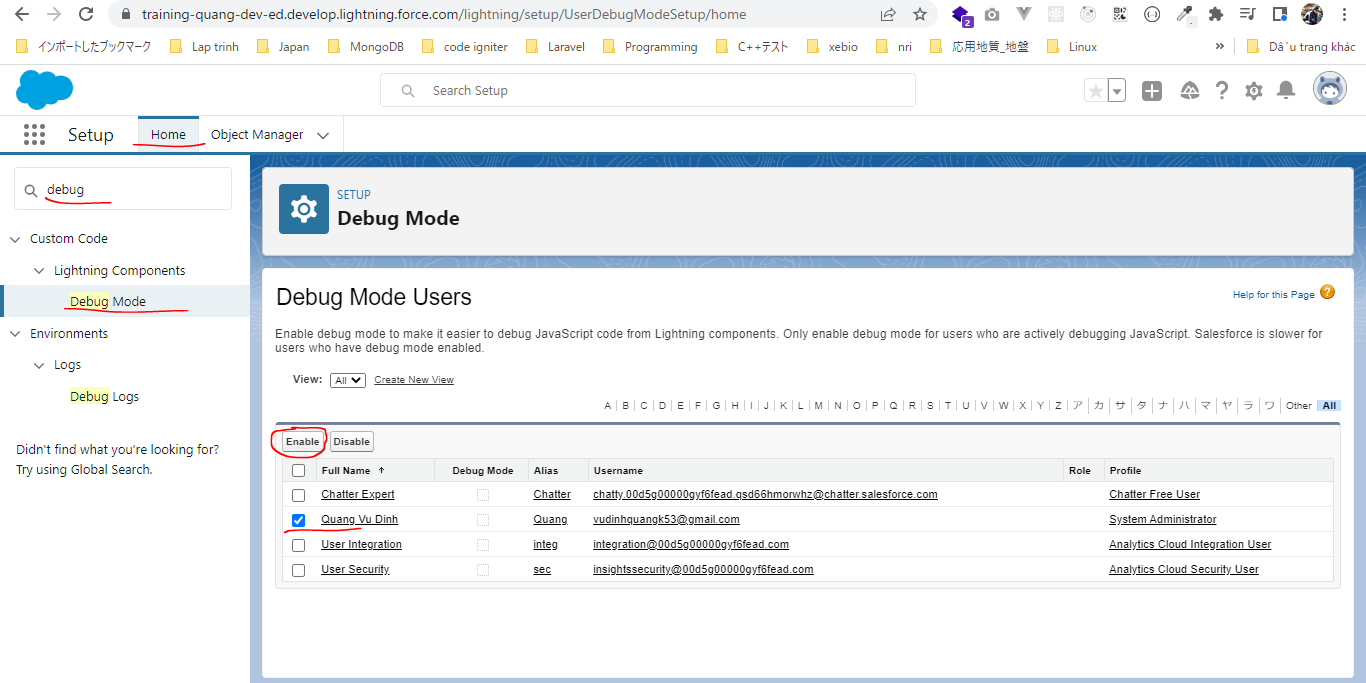 training-quang-dev-ed.develop.lightning.force.com/lightning/setup/UserDebugModeSetup/home
2
インポートしたブックマーク Lap trinh Japan MongoDB code igniter Laravel Programming C++テスト xebio nri 応用地質_地盤 Linux » Dấu trang khác
Search Setup
Setup Home Object Manager
debug
Custom Code
Lightning Components
Debug Mode
Environments
Logs
Debug Logs
Didn't find what you're looking for?
Try using Global Search.
SETUP
Debug Mode
Debug Mode Users
Help for this Page ?
Enable debug mode to make it easier to debug JavaScript code from Lightning components. Only enable debug mode for users who are actively debugging JavaScript. Salesforce is slower for
users who have debug mode enabled.
View: All Create New View
A | B | C | D | E | F | G | H | I | J | K | L | M | N | O | P | Q | R | S | T | U | V | W | X | Y | Z | ア | カ | サ | タ | ナ | ハ | マ | ヤ | ラ | ワ | Other All
Enable Disable
Full Name ↑ Debug Mode Alias Username Role Profile
Chatter Expert Chatter chatty.00d5g00000gyf6fead.qsd66hmorwhz@chatter.salesforce.com Chatter Free User
Quang Vu Dinh Quang vudinhquangk53@gmail.com System Administrator
User Integration integ integration@00d5g00000gyf6fead.com Analytics Cloud Integration User
User Security sec insightssecurity@00d5g00000gyf6fead.com Analytics Cloud Security User